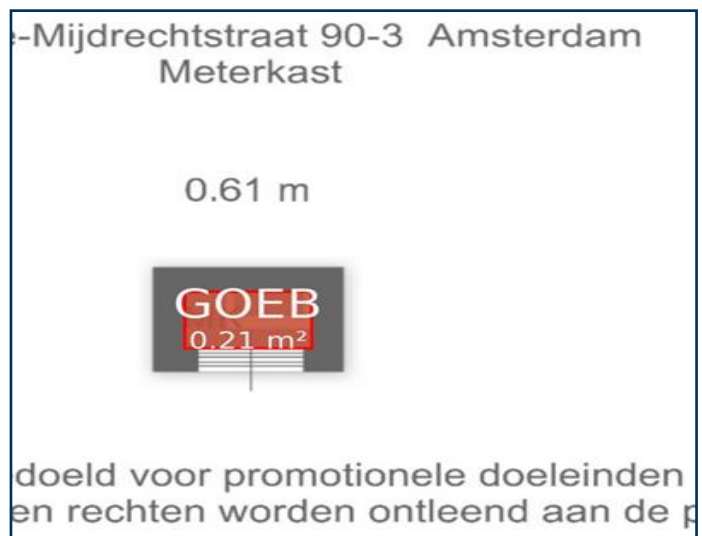 -Mijdrechtstraat 90-3 Amsterdam
Meterkast
0.61 m
GOEB
0.21 m²
doeld voor promotionele doeleinden
en rechten worden ontleend aan de